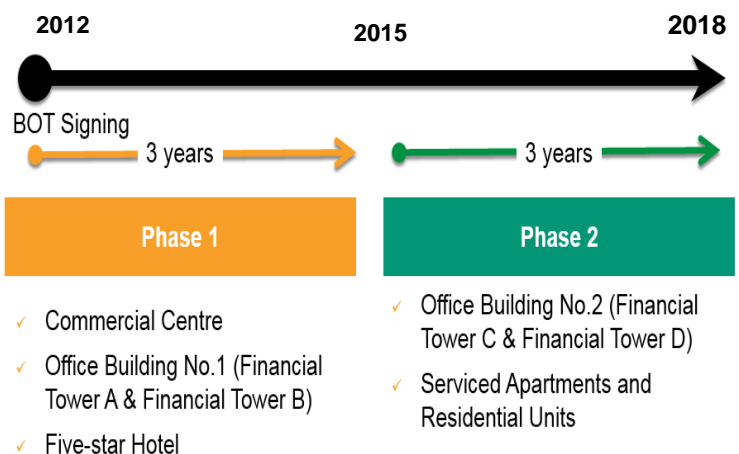 2012
2015
2018
BOT Signing
3 years
3 years
Phase 1
Phase 2
Commercial Centre
Office Building No.1 (Financial
Tower A & Financial Tower B)
Five-star Hotel
Office Building No.2 (Financial
Tower C & Financial Tower D)
Serviced Apartments and
Residential Units